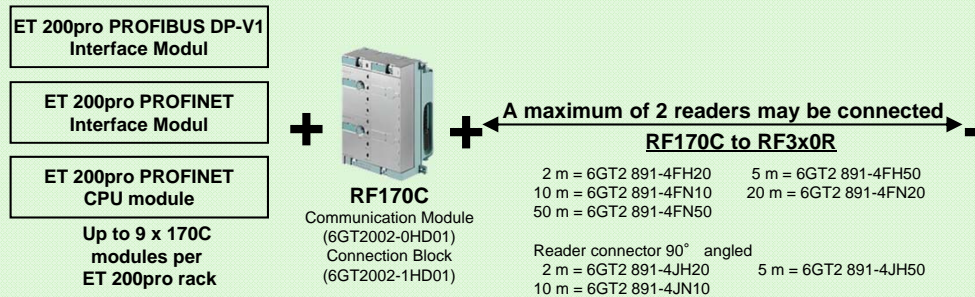 ET 200pro PROFIBUS DP-V1
Interface Modul
ET 200pro PROFINET
Interface Modul
ET 200pro PROFINET
CPU module
Up to 9 x 170C
modules per
ET 200pro rack
+
RF170C
Communication Module
(6GT2002-0HD01)
Connection Block
(6GT2002-1HD01)
+
A maximum of 2 readers may be connected
RF170C to RF3x0R
2 m = 6GT2 891-4FH20 5 m = 6GT2 891-4FH50
10 m = 6GT2 891-4FN10 20 m = 6GT2 891-4FN20
50 m = 6GT2 891-4FN50
Reader connector 90° angled
2 m = 6GT2 891-4JH20 5 m = 6GT2 891-4JH50
10 m = 6GT2 891-4JN10